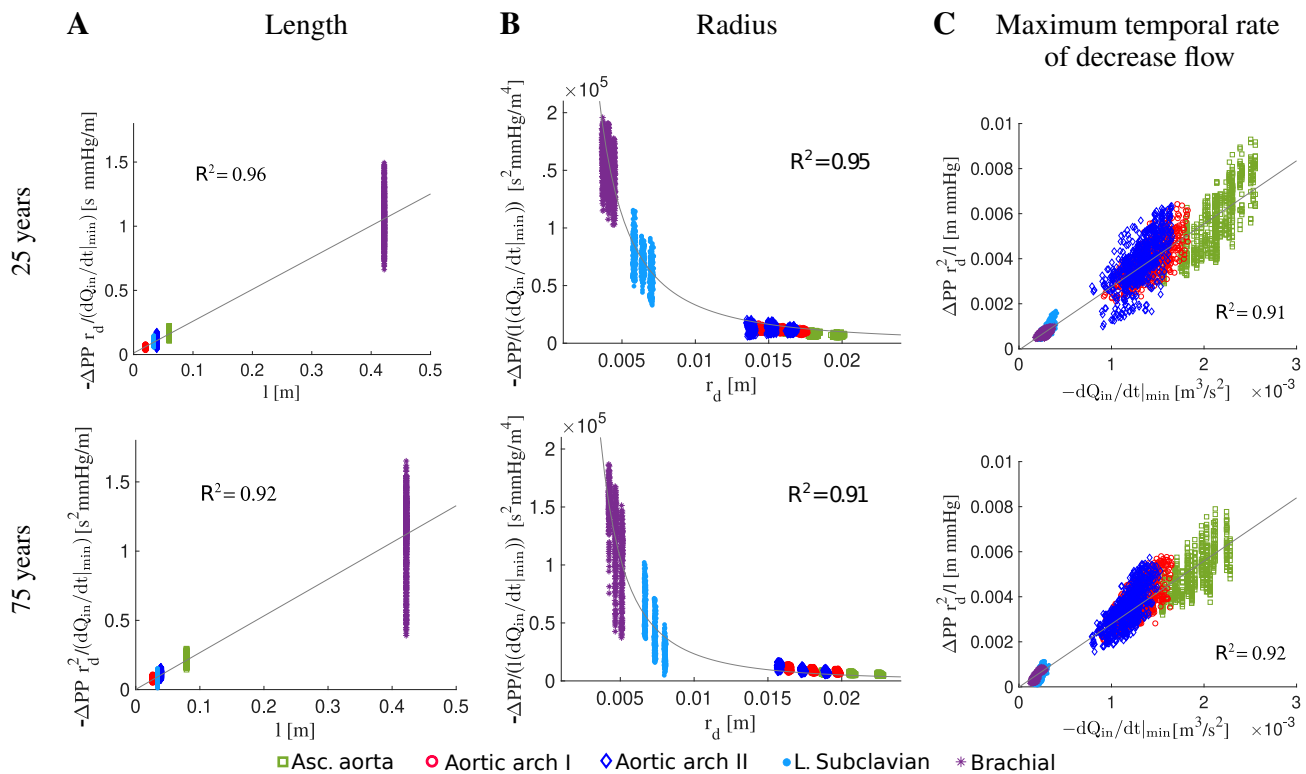 A Length
B Radius
C Maximum temporal rate of decrease flow
25 years
-ΔPP r_d/(dQ_in/dt|_min) [s mmHg/m]
1.5
1
0.5
0
R²= 0.96
0 0.1 0.2 0.3 0.4 0.5
l [m]
-ΔPP/(l(dQ_in/dt|_min)) [s²mmHg/m⁴]
×10⁵
2
1.5
1
0.5
0
R²=0.95
0.005 0.01 0.015 0.02
r_d [m]
ΔPP r_d²/l [m mmHg]
0.01
0.008
0.006
0.004
0.002
0.00
R²= 0.91
0 1 2 3
−dQ_in/dt|_min [m³/s²] ×10⁻³
75 years
-ΔPP r_d²/(dQ_in/dt|_min) [s²mmHg/m]
1.5
1
0.5
0
R²= 0.92
0 0.1 0.2 0.3 0.4 0.5
l [m]
-ΔPP/(l(dQ_in/dt|_min)) [s²mmHg/m⁴]
×10⁵
2
1.5
1
0.5
0
R²=0.91
0.005 0.01 0.015 0.02
r_d [m]
ΔPP r_d²/l [m mmHg]
0.01
0.008
0.006
0.004
0.002
0.00
R²= 0.92
0 1 2 3
−dQ_in/dt|_min [m³/s²] ×10⁻³
Asc. aorta Aortic arch I Aortic arch II L. Subclavian Brachial